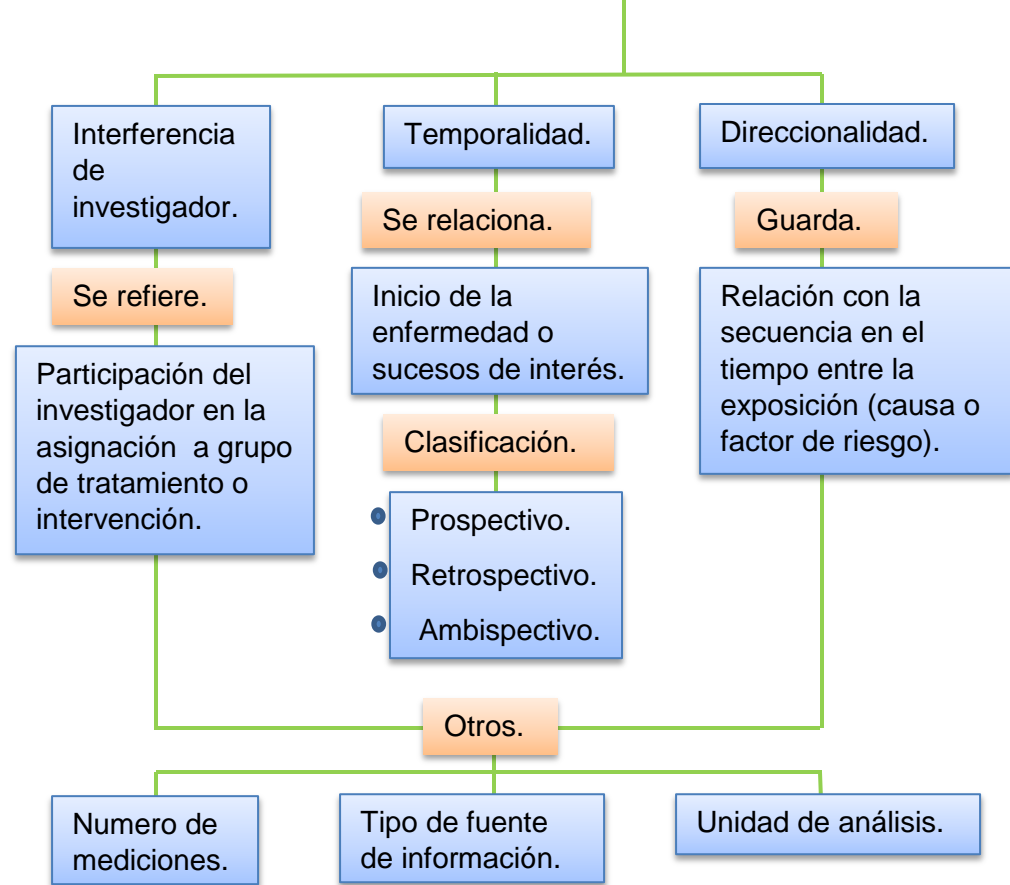 Interferencia
de
investigador.
Temporalidad.
Direccionalidad.
Se refiere.
Se relaciona.
Guarda.
Participación del
investigador en la
asignación  a grupo
de tratamiento o
intervención.
Inicio de la
enfermedad o
sucesos de interés.
Clasificación.
Prospectivo.
Retrospectivo.
Ambispectivo.
Relación con la
secuencia en el
tiempo entre la
exposición (causa o
factor de riesgo).
Otros.
Numero de
mediciones.
Tipo de fuente
de información.
Unidad de análisis.